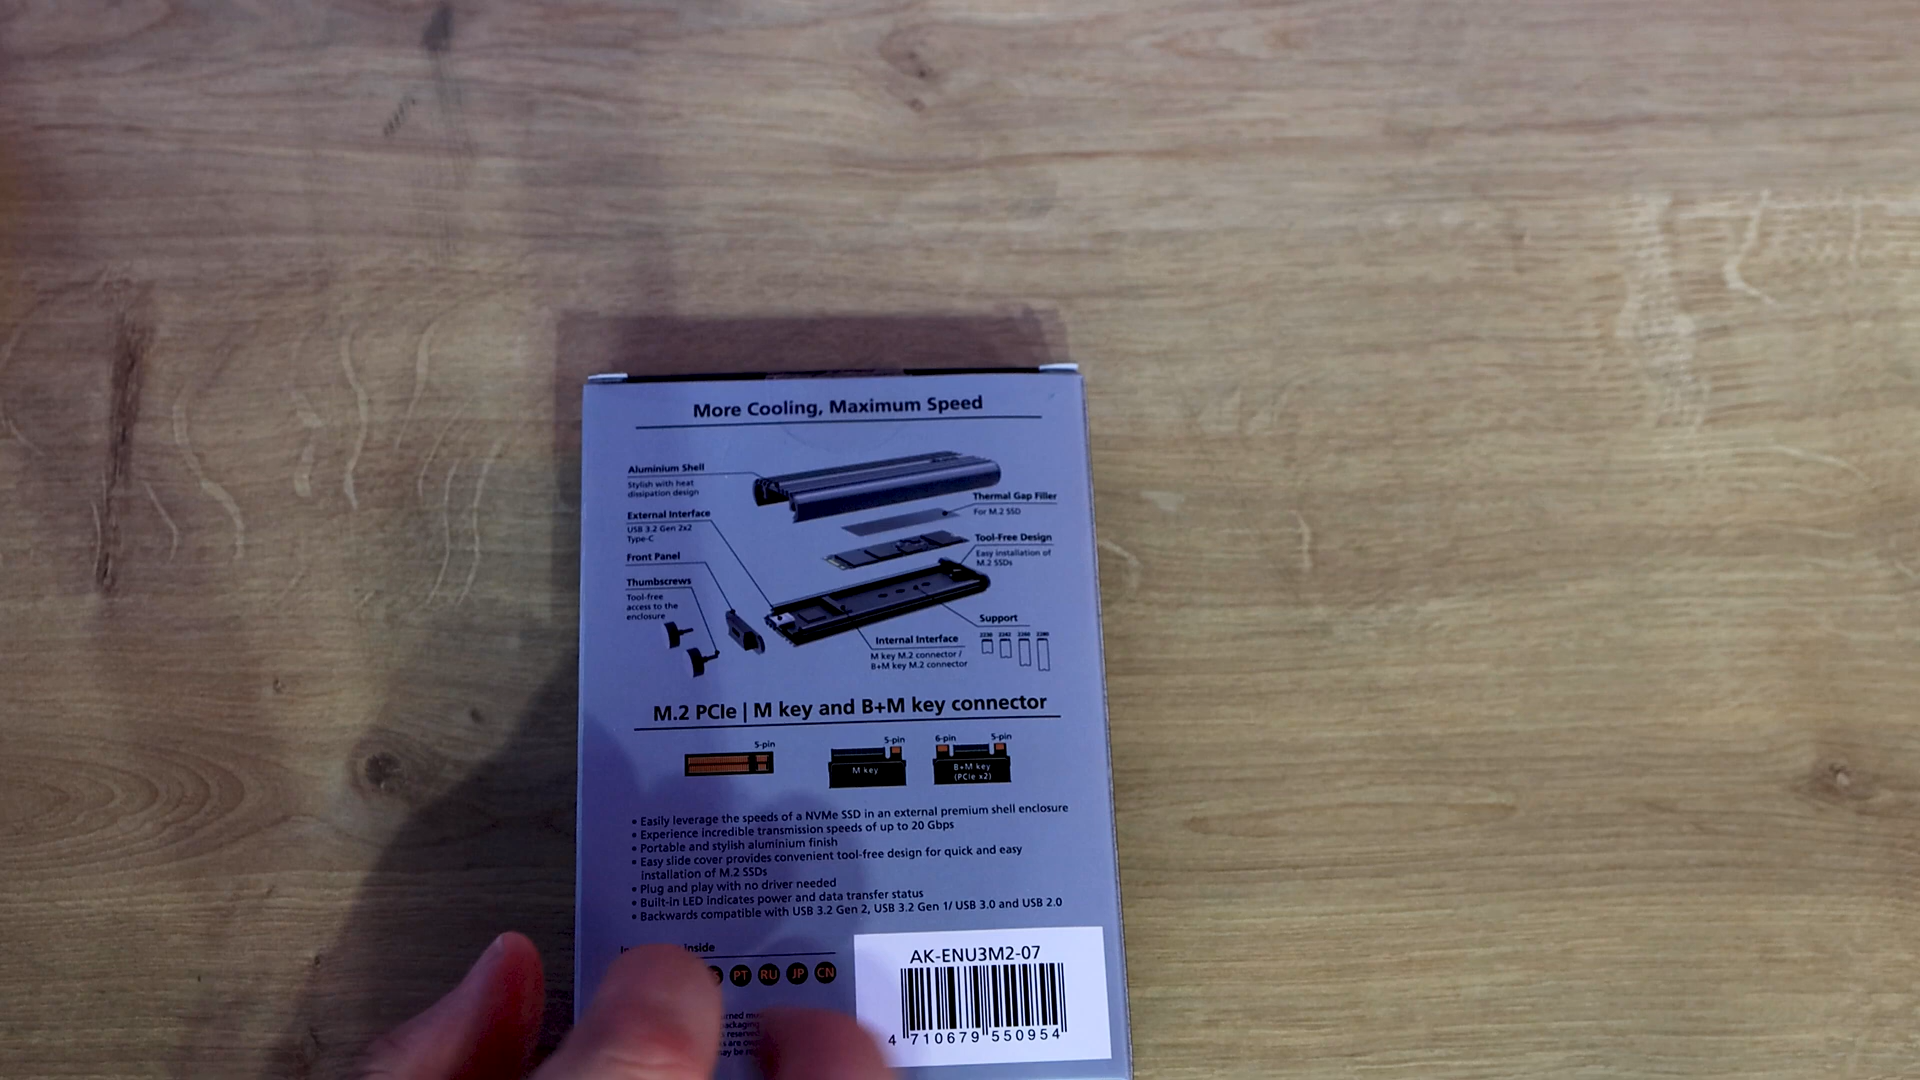 More Cooling, Maximum Speed
Aluminium Shell
Stylish with heat
dissipation design
External Interface
USB 3.2 Gen 2x2
Type-C
Front Panel
Thumbscrews
Tool-free
access to the
enclosure
Thermal Gap Filler
For M.2 SSD
Tool-Free Design
Easy installation of
M.2 SSDs
Support
2230 2242 2260 2280
Internal Interface
M key M.2 connector /
B+M key M.2 connector
M.2 PCIe | M key and B+M key connector
5-pin
5-pin
M key
6-pin 5-pin
B+M key
(PCIe x2)
• Easily leverage the speeds of a NVMe SSD in an external premium shell enclosure
• Experience incredible transmission speeds of up to 20 Gbps
• Portable and stylish aluminium finish
• Easy slide cover provides convenient tool-free design for quick and easy
installation of M.2 SSDs
• Plug and play with no driver needed
• Built-in LED indicates power and data transfer status
• Backwards compatible with USB 3.2 Gen 2, USB 3.2 Gen 1/ USB 3.0 and USB 2.0
inside
PT RU JP CN
AK-ENU3M2-07
4 710679 550954